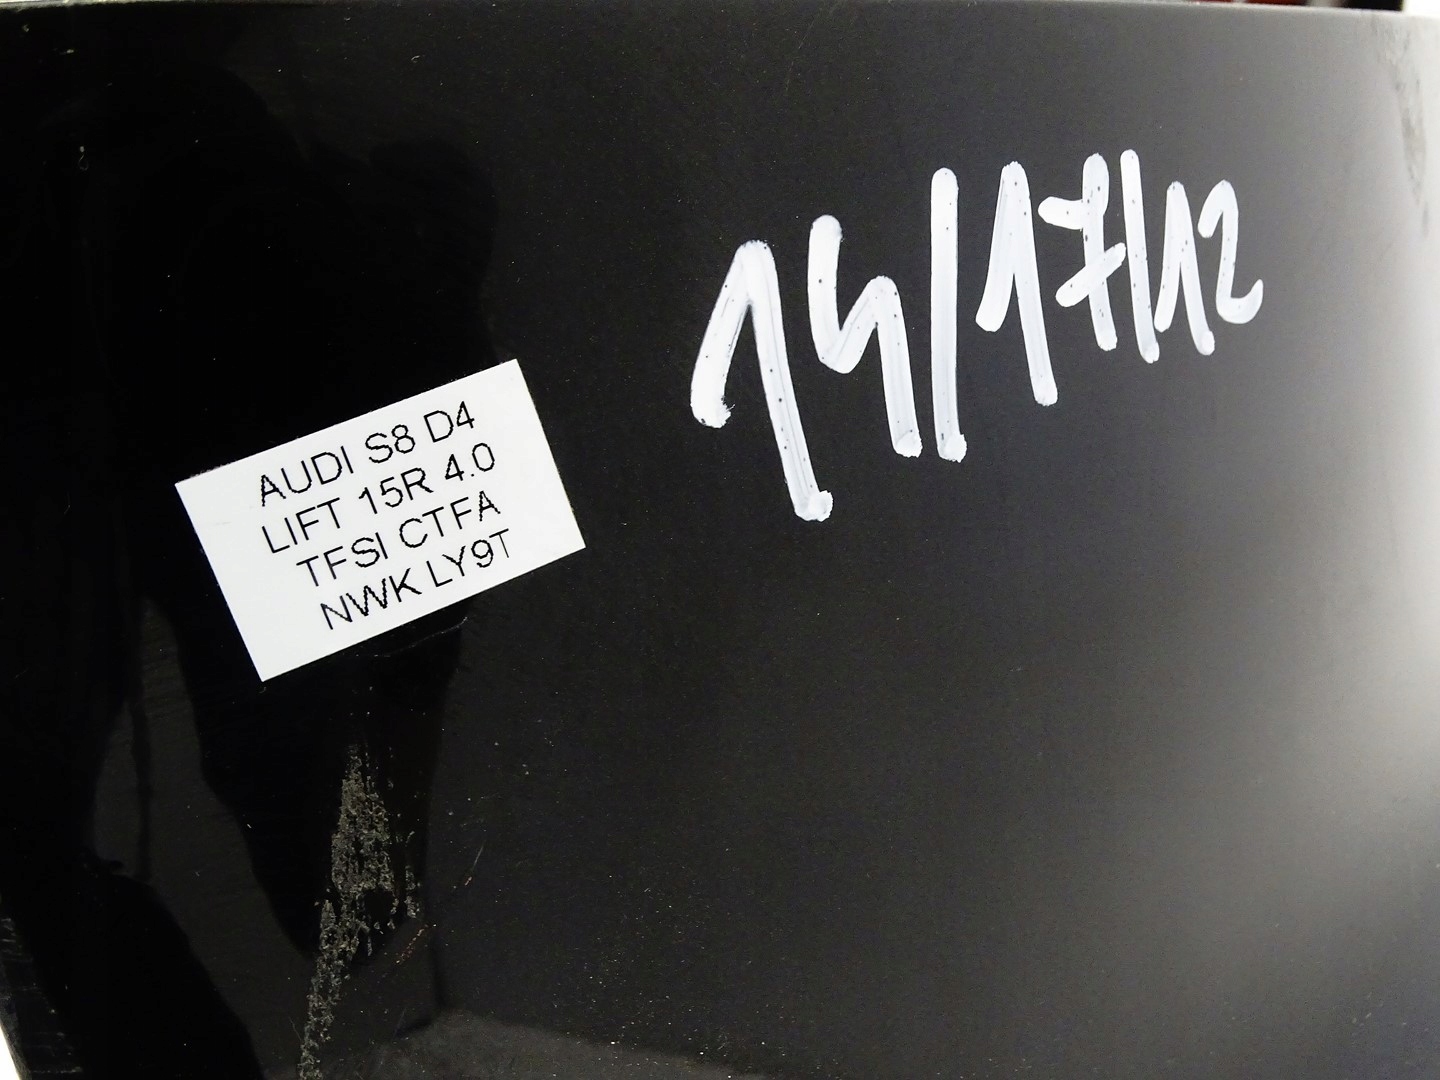 14/17/12
AUDI S8 D4
LIFT 15R 4.0
TFSI CTFA
NWK LY9T